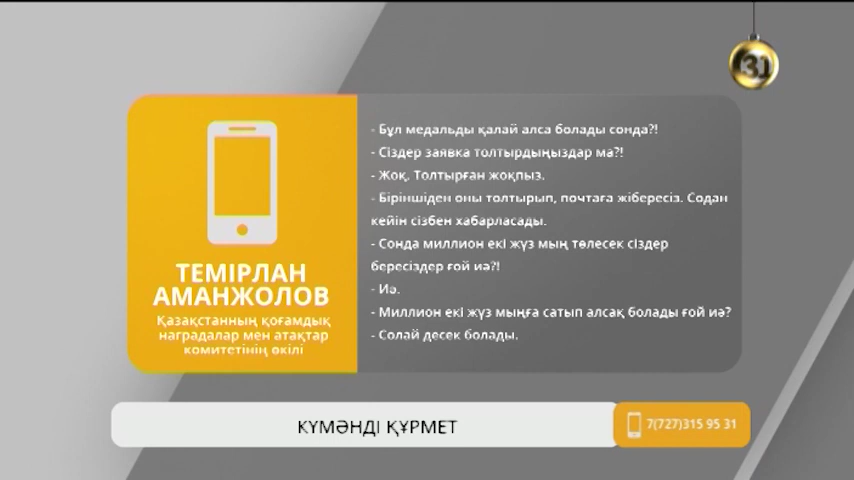 31
ТЕМІРЛАН
АМАНЖОЛОВ
Қазақстанның қоғамдық
наградалар мен атақтар
комитетінің өкілі
- Бұл медальды қалай алса болады сонда?!
- Сіздер заявка толтырдыңыздар ма?!
- Жоқ. Толтырған жоқпыз.
- Біріншіден оны толтырып, почтаға жібересіз. Содан
кейін сізбен хабарласады.
- Сонда миллион екі жүз мың төлесек сіздер
бересіздер ғой иә?!
- Иә.
- Миллион екі жүз мыңға сатып алсақ болады ғой иә?
- Солай десек болады.
КҮМӘНДІ ҚҰРМЕТ
7(727)315 95 31